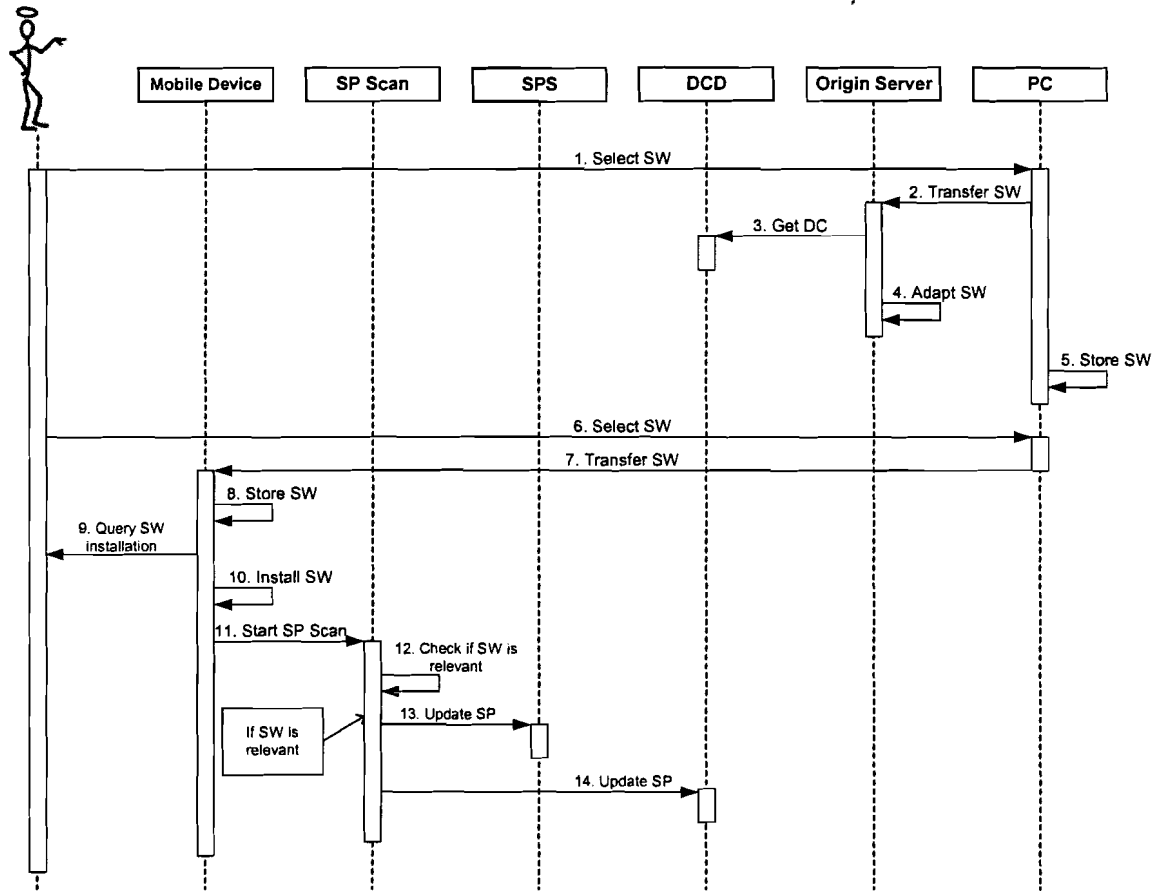 Mobile Device
SP Scan
SPS
DCD
Origin Server
PC
1. Select SW
2. Transfer SW
3. Get DC
4. Adapt SW
5. Store SW
6. Select SW
7. Transfer SW
8. Store SW
9. Query SW
installation
10. Install SW
11. Start SP Scan
12. Check if SW is
relevant
13. Update SP
If SW is
relevant
14. Update SP